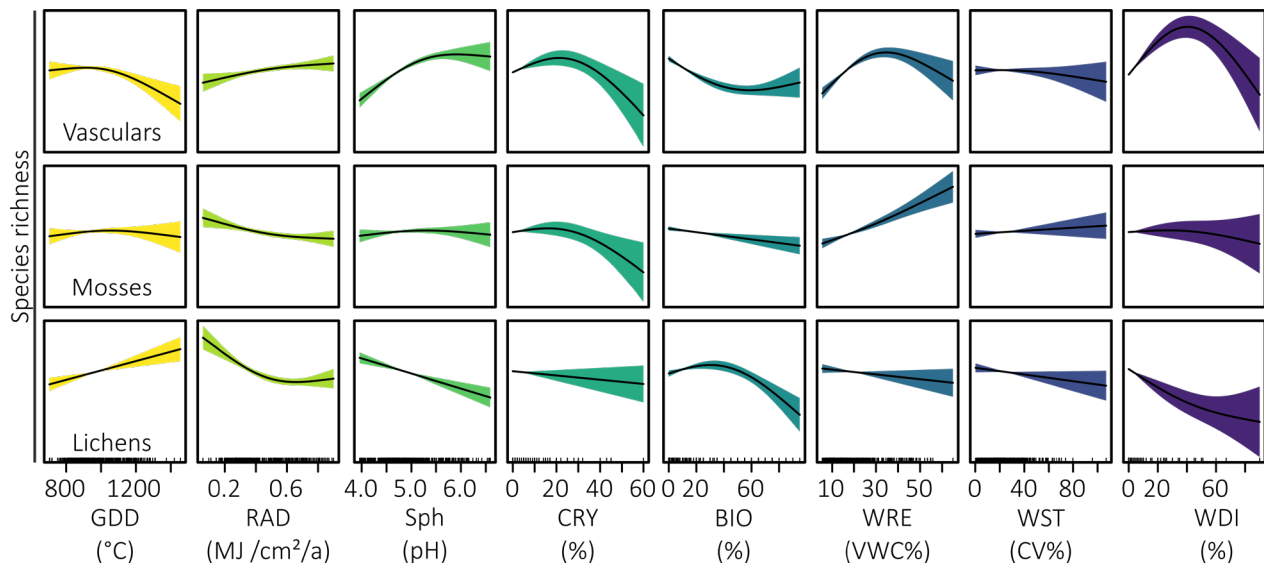 Species richness
Vasculars
Mosses
Lichens
800 1200 0.2 0.6 4.0 5.0 6.0 0 20 40 60 0 20 60 10 30 50 0 40 80 0 20 60
GDD RAD Sph CRY BIO WRE WST WDI
(°C) (MJ /cm²/a) (pH) (%) (%) (VWC%) (CV%) (%)